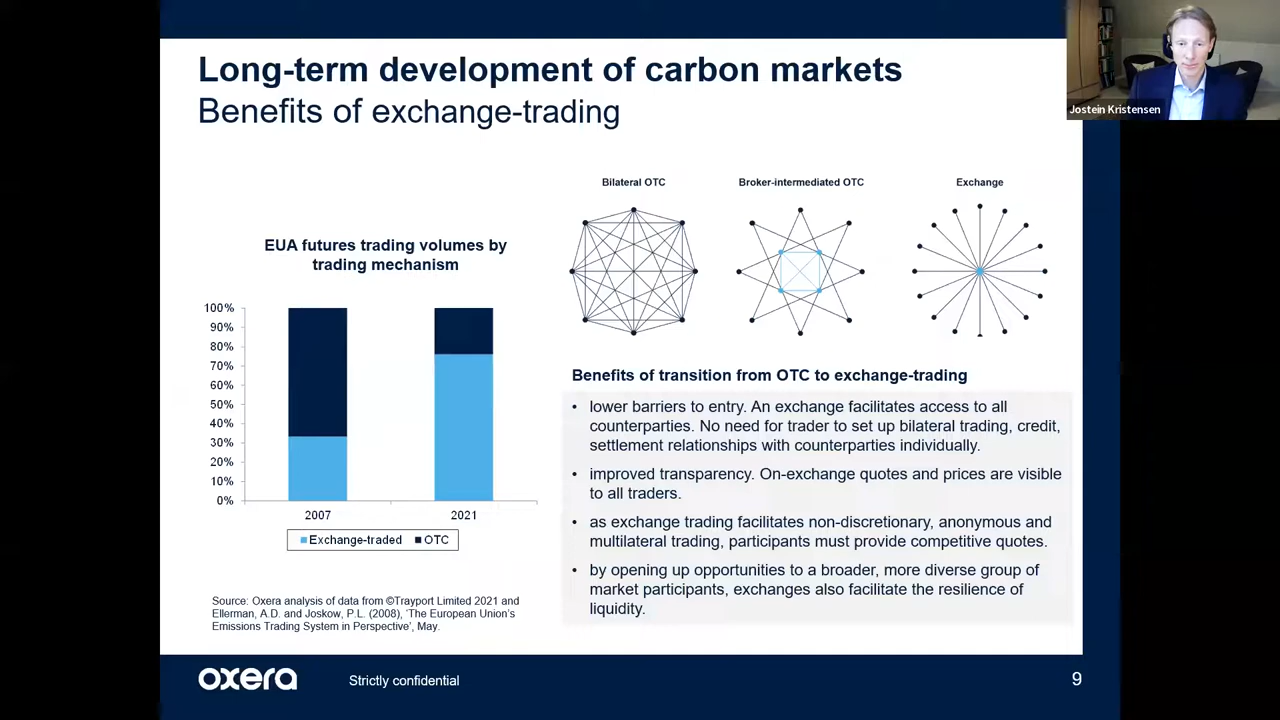 Long-term development of carbon markets
Benefits of exchange-trading
Jostein Kristensen
EUA futures trading volumes by
trading mechanism
100%
90%
80%
70%
60%
50%
40%
30%
20%
10%
0%
2007
2021
Exchange-traded
OTC
Source: Oxera analysis of data from ©Trayport Limited 2021 and
Ellerman, A.D. and Joskow, P.L. (2008), 'The European Union's
Emissions Trading System in Perspective', May.
Bilateral OTC
Broker-intermediated OTC
Exchange
Benefits of transition from OTC to exchange-trading
• lower barriers to entry. An exchange facilitates access to all
counterparties. No need for trader to set up bilateral trading, credit,
settlement relationships with counterparties individually.
• improved transparency. On-exchange quotes and prices are visible
to all traders.
• as exchange trading facilitates non-discretionary, anonymous and
multilateral trading, participants must provide competitive quotes.
• by opening up opportunities to a broader, more diverse group of
market participants, exchanges also facilitate the resilience of
liquidity.
oxera
Strictly confidential
9